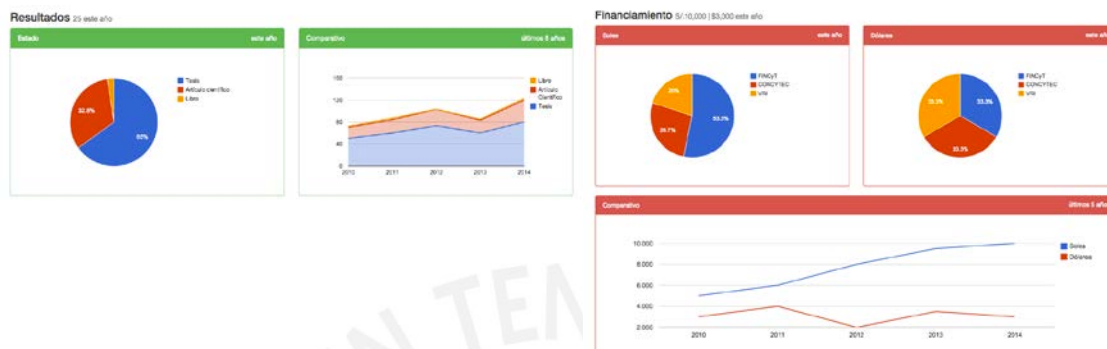 Resultados 25 este año
Estado este año
Tesis
Artículo científico
Libro
32.8%
65%
Comparativo últimos 5 años
160
120
80
40
0
2010 2011 2012 2013 2014
Libro
Artículo
Científico
Tesis
Financiamiento S/.10,000 | $3,000 este año
Soles este año
FINCyT
CONCYTEC
20%
26.7%
53.3%
Dólares este año
FINCyT
CONCYTEC
33.3%
33.3%
33.3%
Comparativo últimos 5 años
10.000
8.000
6.000
4.000
2.000
2010 2011 2012 2013 2014
Soles
Dólares